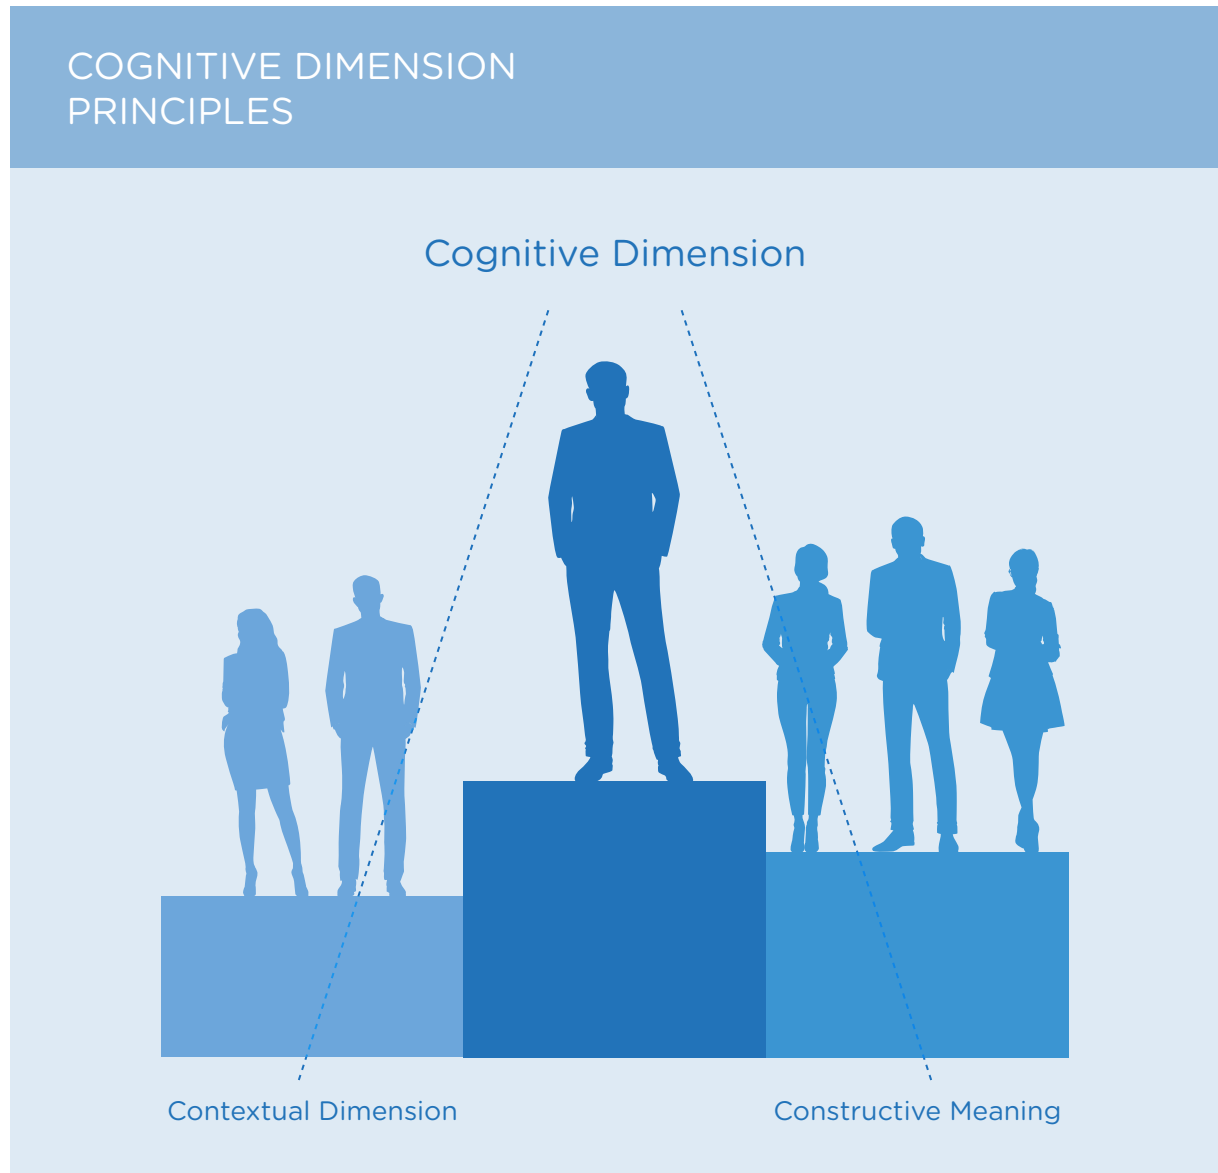 COGNITIVE DIMENSION
PRINCIPLES
Cognitive Dimension
Contextual Dimension
Constructive Meaning